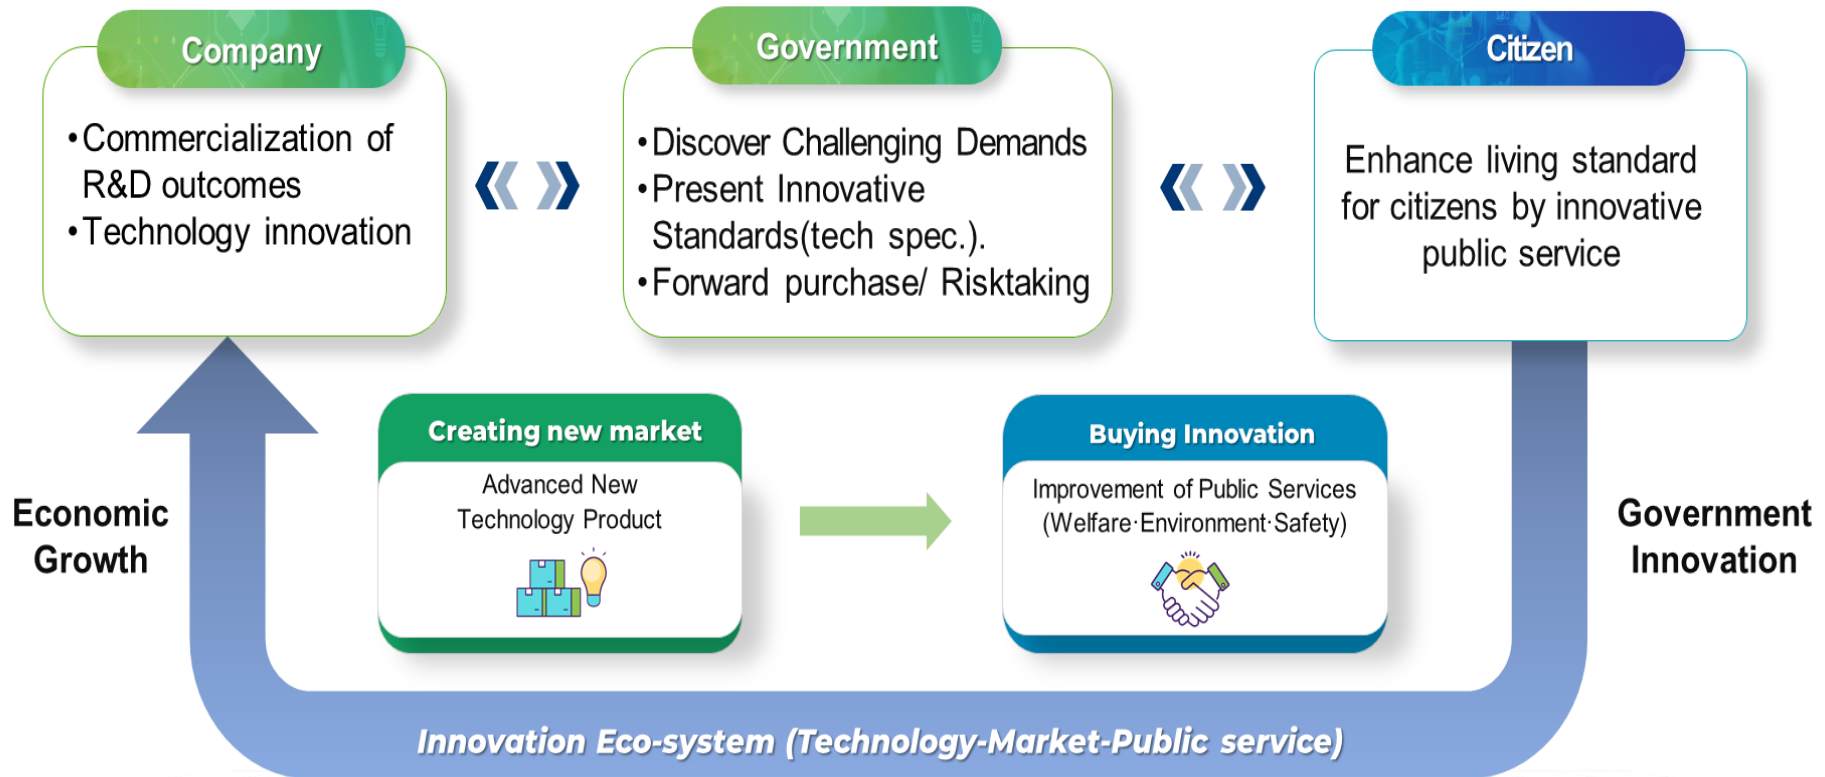 Company
•Commercialization of
R&D outcomes
•Technology innovation
Government
•Discover Challenging Demands
•Present Innovative
Standards(tech spec.).
•Forward purchase/ Risktaking
Citizen
Enhance living standard
for citizens by innovative
public service
Economic
Growth
Creating new market
Advanced New
Technology Product
Buying Innovation
Improvement of Public Services
(Welfare·Environment·Safety)
Government
Innovation
Innovation Eco-system (Technology-Market-Public service)